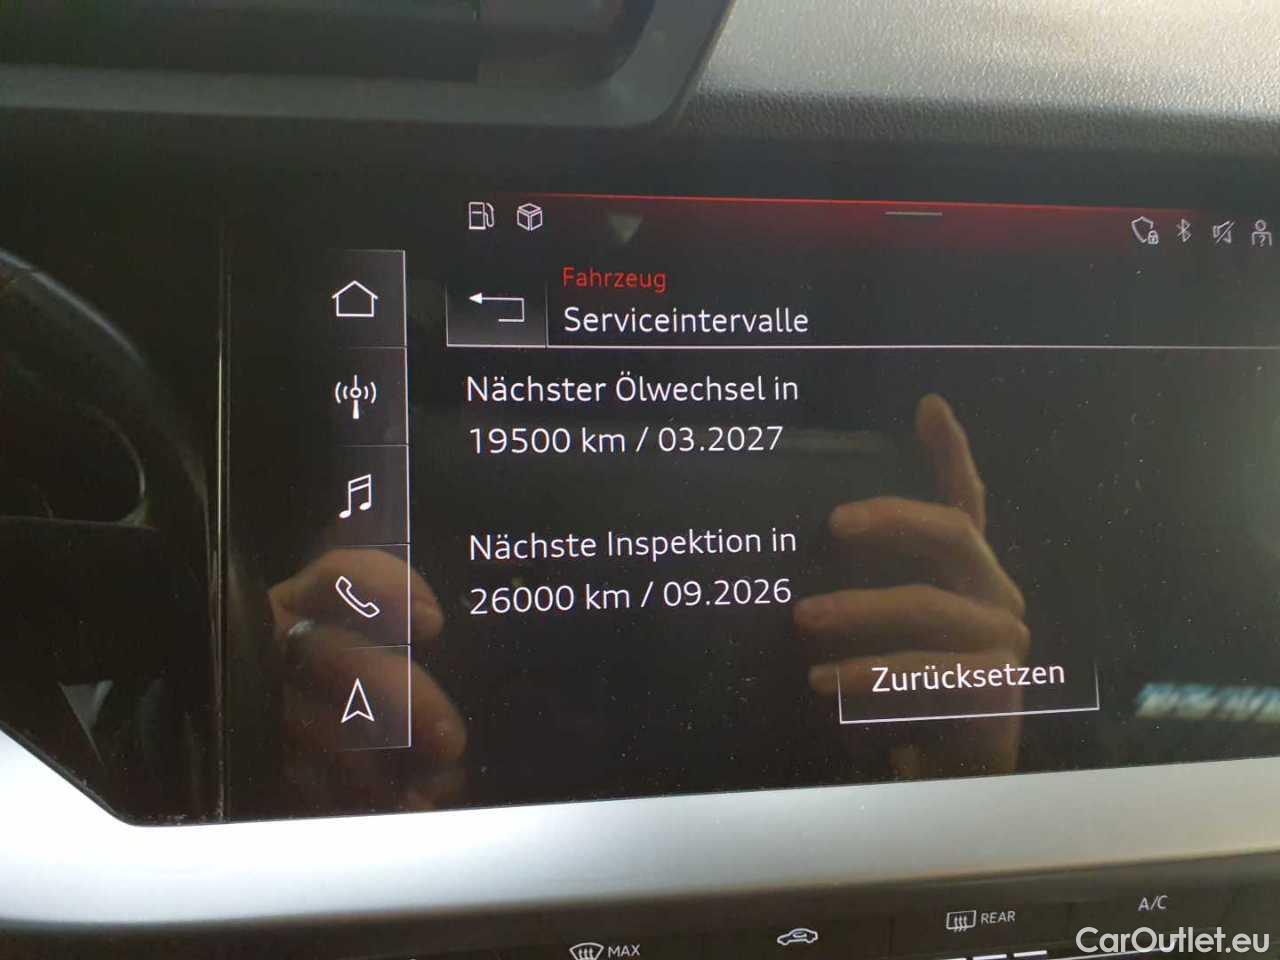 Fahrzeug
Serviceintervalle
Nächster Ölwechsel in
19500 km / 03.2027
Nächste Inspektion in
26000 km / 09.2026
Zurücksetzen
A/C
REAR
MAX
CarOutlet.eu